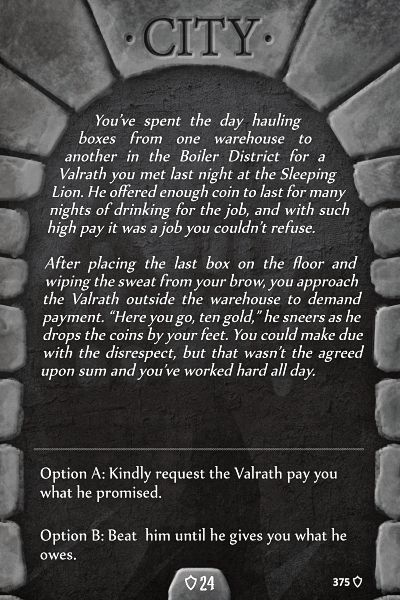 · CITY ·
You've spent the day hauling
boxes from one warehouse to
another in the Boiler District for a
Valrath you met last night at the Sleeping
Lion. He offered enough coin to last for many
nights of drinking for the job, and with such
high pay it was a job you couldn't refuse.
After placing the last box on the floor and
wiping the sweat from your brow, you approach
the Valrath outside the warehouse to demand
payment. “Here you go, ten gold,” he sneers as he
drops the coins by your feet. You could make due
with the disrespect, but that wasn't the agreed
upon sum and you've worked hard all day.
Option A: Kindly request the Valrath pay you
what he promised.
Option B: Beat him until he gives you what he
owes.
24
375